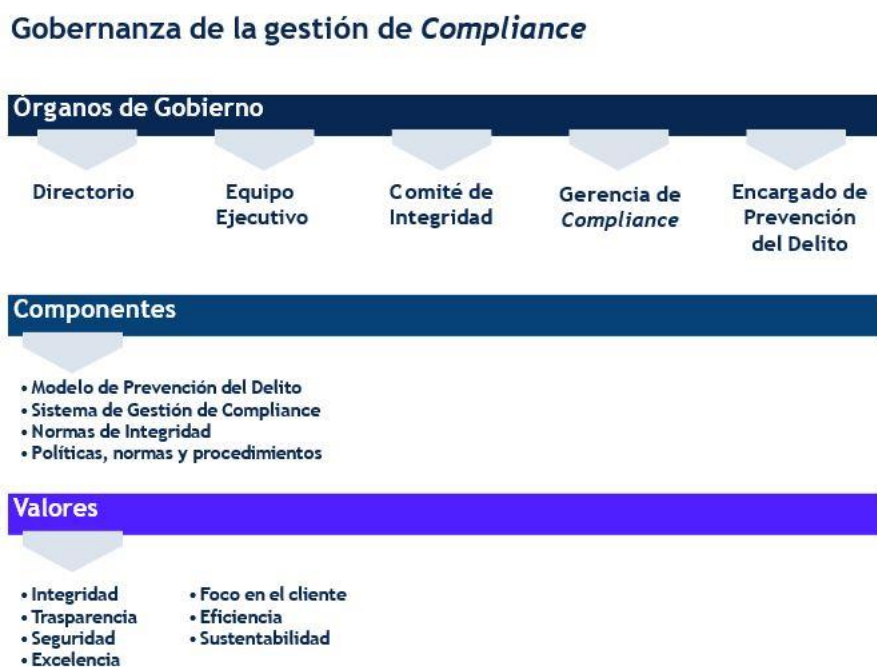 Gobernanza de la gestión de Compliance
Órganos de Gobierno
Directorio
Equipo
Ejecutivo
Comité de
Integridad
Gerencia de
Compliance
Encargado de
Prevención
del Delito
Componentes
• Modelo de Prevención del Delito
• Sistema de Gestión de Compliance
• Normas de Integridad
• Políticas, normas y procedimientos
Valores
• Integridad
• Trasparencia
• Seguridad
• Excelencia
• Foco en el cliente
• Eficiencia
• Sustentabilidad